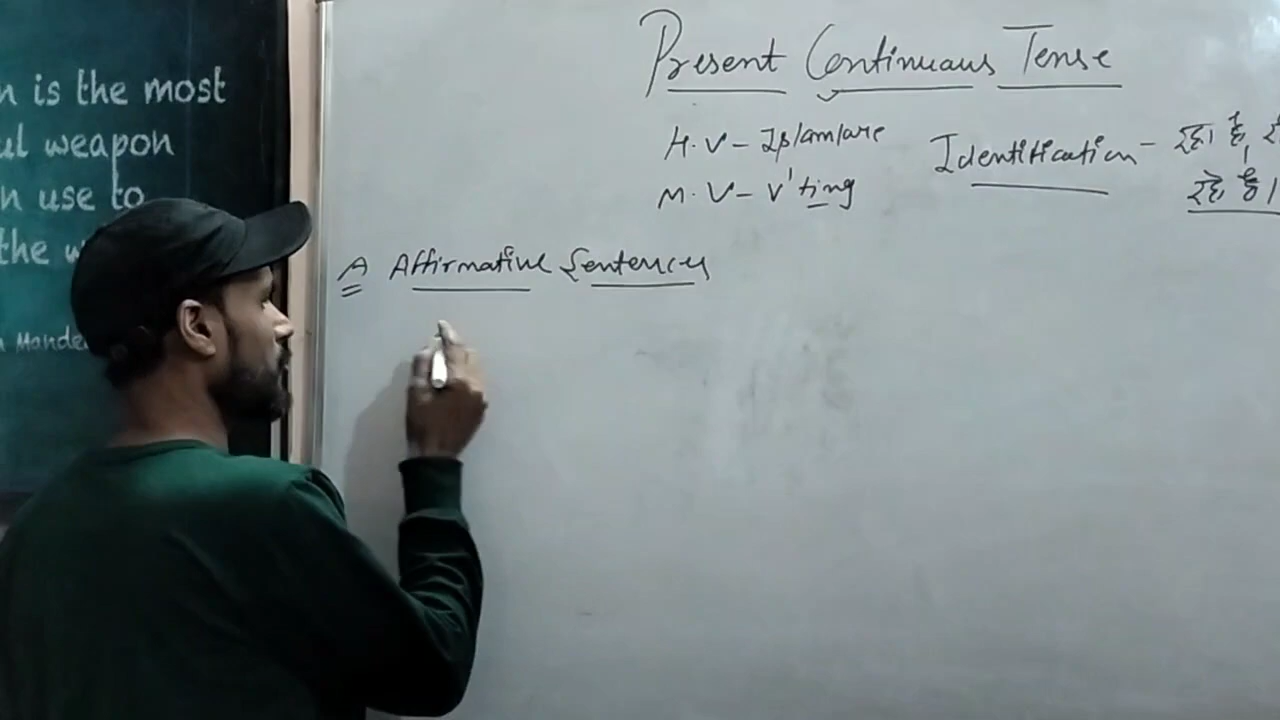 n is the most
ul weapon
n use to
the w
Mande
Present Continuous Tense
H.V - Is/am/are
M.V - V¹+ing
Identification - रहा है,
रहे हैं।
A Affirmative Sentences